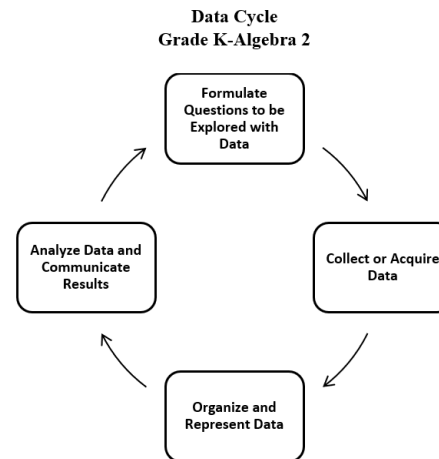 Data Cycle
Grade K-Algebra 2
Formulate
Questions to be
Explored with
Data
Collect or Acquire
Data
Organize and
Represent Data
Analyze Data and
Communicate
Results